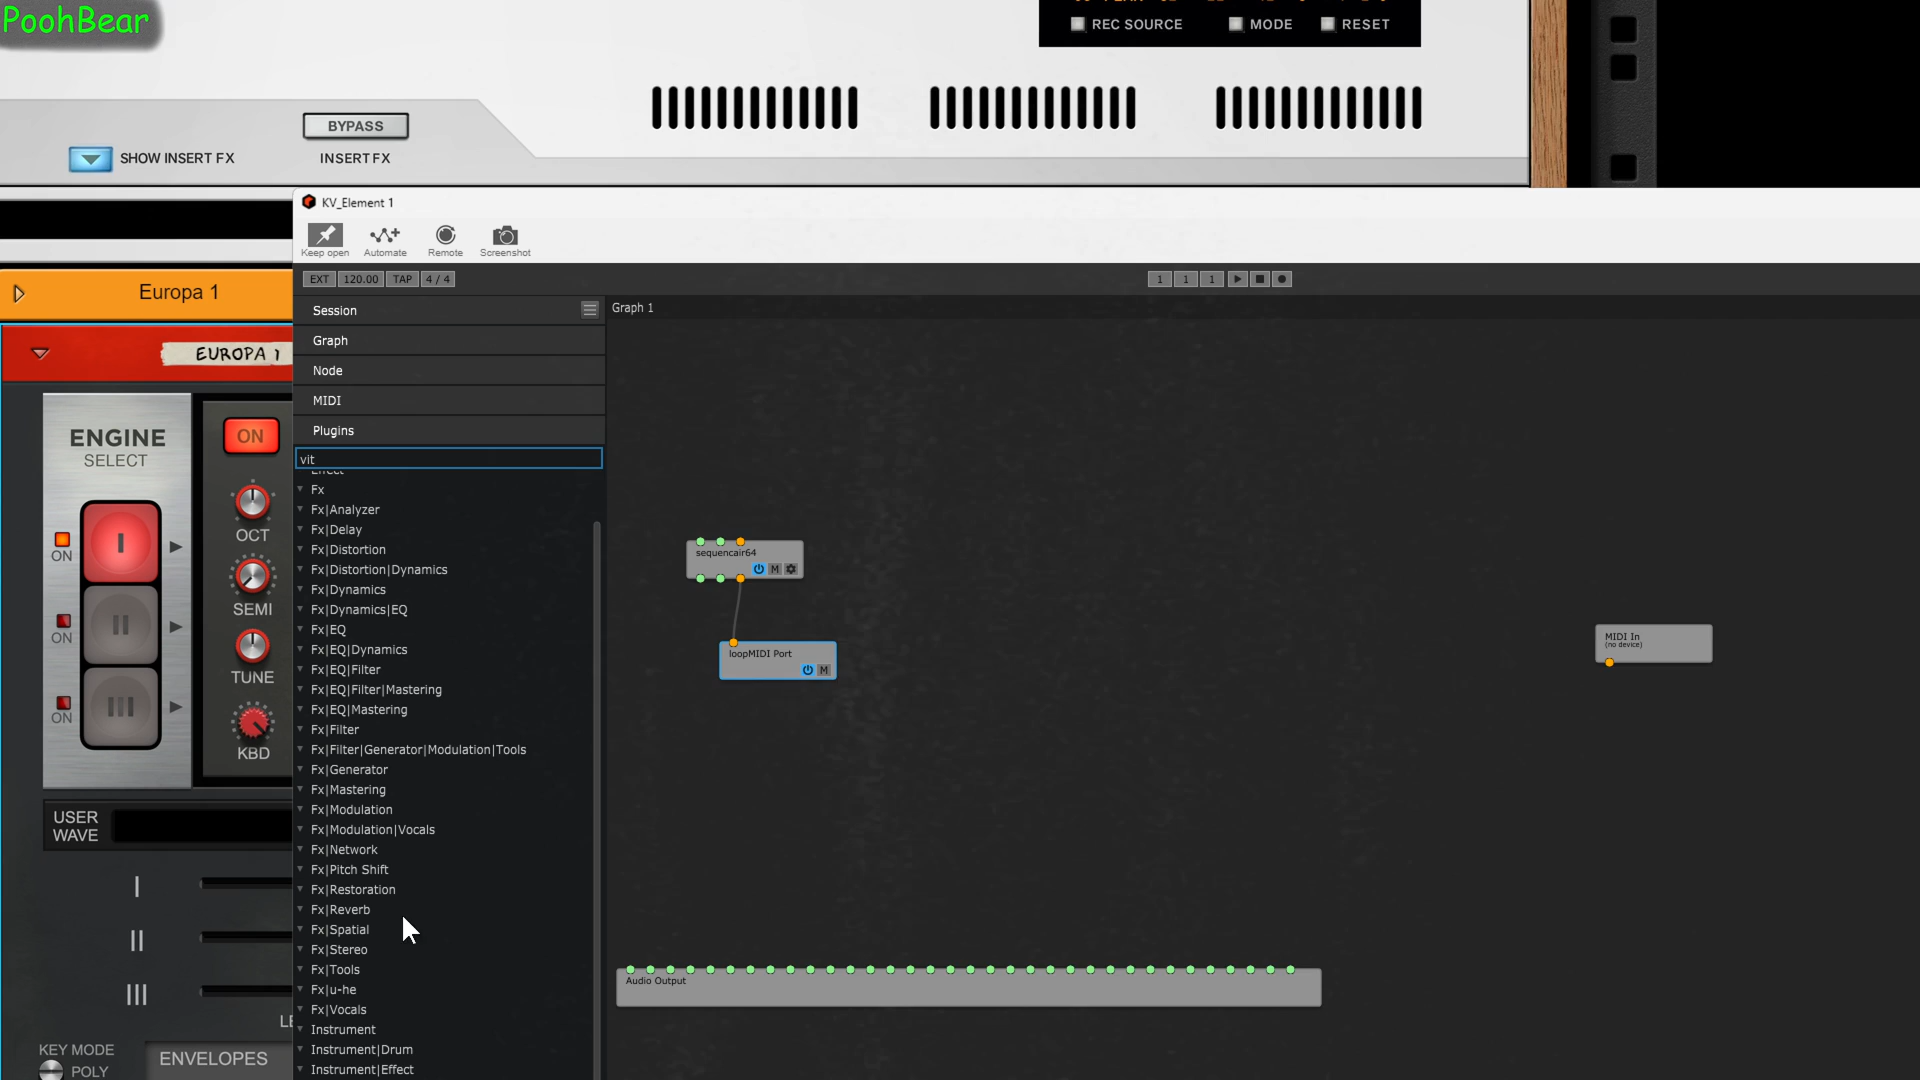 PoohBear
REC SOURCE
MODE
RESET
BYPASS
SHOW INSERT FX
INSERT FX
KV_Element 1
Keep open
Automate
Remote
Screenshot
EXT
120.00
TAP
4 / 4
1
1
1
Europa 1
EUROPA 1
Session
Graph 1
Graph
Node
MIDI
Plugins
vit
Effect
Fx
Fx|Analyzer
Fx|Delay
Fx|Distortion
Fx|Distortion|Dynamics
Fx|Dynamics
Fx|Dynamics|EQ
Fx|EQ
Fx|EQ|Dynamics
Fx|EQ|Filter
Fx|EQ|Filter|Mastering
Fx|EQ|Mastering
Fx|Filter
Fx|Filter|Generator|Modulation|Tools
Fx|Generator
Fx|Mastering
Fx|Modulation
Fx|Modulation|Vocals
Fx|Network
Fx|Pitch Shift
Fx|Restoration
Fx|Reverb
Fx|Spatial
Fx|Stereo
Fx|Tools
Fx|u-he
Fx|Vocals
Instrument
Instrument|Drum
Instrument|Effect
ENGINE
SELECT
ON
I
ON
II
ON
III
ON
OCT
SEMI
TUNE
KBD
USER
WAVE
I
II
III
KEY MODE
POLY
ENVELOPES
sequencair64
M
loopMIDI Port
M
MIDI In
(no device)
Audio Output